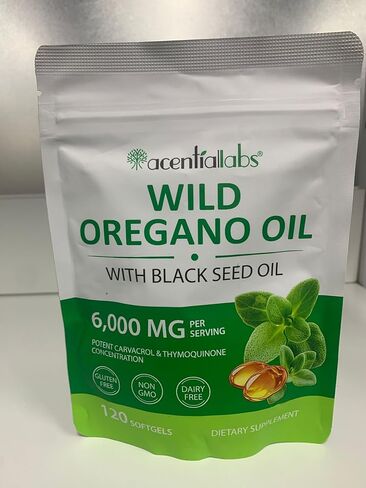 acentiallabs®
WILD
OREGANO OIL
WITH BLACK SEED OIL
6,000 MG PER
SERVING
POTENT CARVACROL & THYMOQUINONE
CONCENTRATION
GLUTEN
FREE
NON
GMO
DAIRY
FREE
120 SOFTGELS
DIETARY SUPPLEMENT